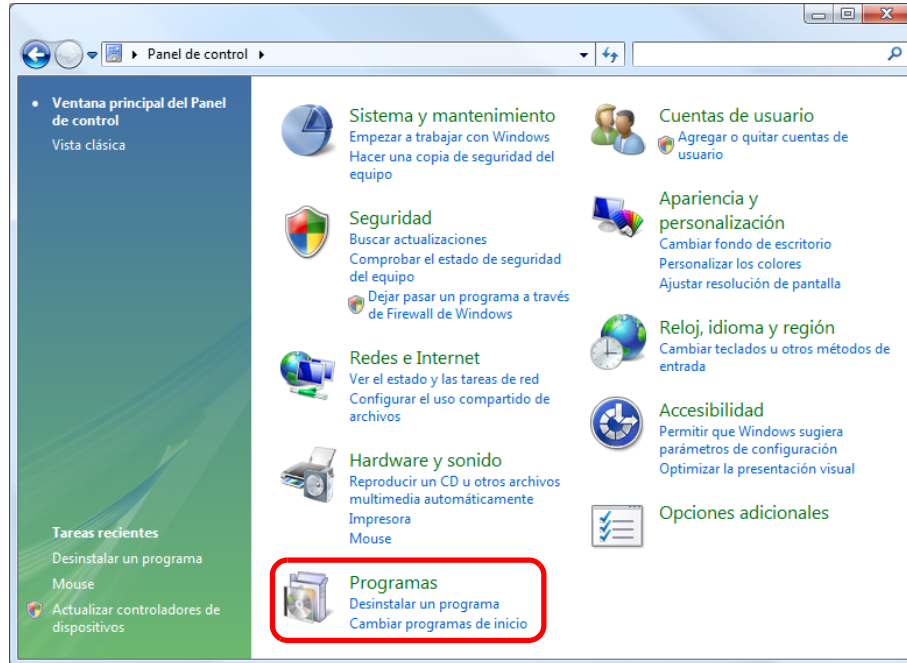 Panel de control
Ventana principal del Panel
de control
Vista clásica
Sistema y mantenimiento
Empezar a trabajar con Windows
Hacer una copia de seguridad del
equipo
Seguridad
Buscar actualizaciones
Comprobar el estado de seguridad
del equipo
Dejar pasar un programa a través
de Firewall de Windows
Redes e Internet
Ver el estado y las tareas de red
Configurar el uso compartido de
archivos
Hardware y sonido
Reproducir un CD u otros archivos
multimedia automáticamente
Impresora
Mouse
Programas
Desinstalar un programa
Cambiar programas de inicio
Cuentas de usuario
Agregar o quitar cuentas de
usuario
Apariencia y
personalización
Cambiar fondo de escritorio
Personalizar los colores
Ajustar resolución de pantalla
Reloj, idioma y región
Cambiar teclados u otros métodos de
entrada
Accesibilidad
Permitir que Windows sugiera
parámetros de configuración
Optimizar la presentación visual
Opciones adicionales
Tareas recientes
Desinstalar un programa
Mouse
Actualizar controladores de
dispositivos